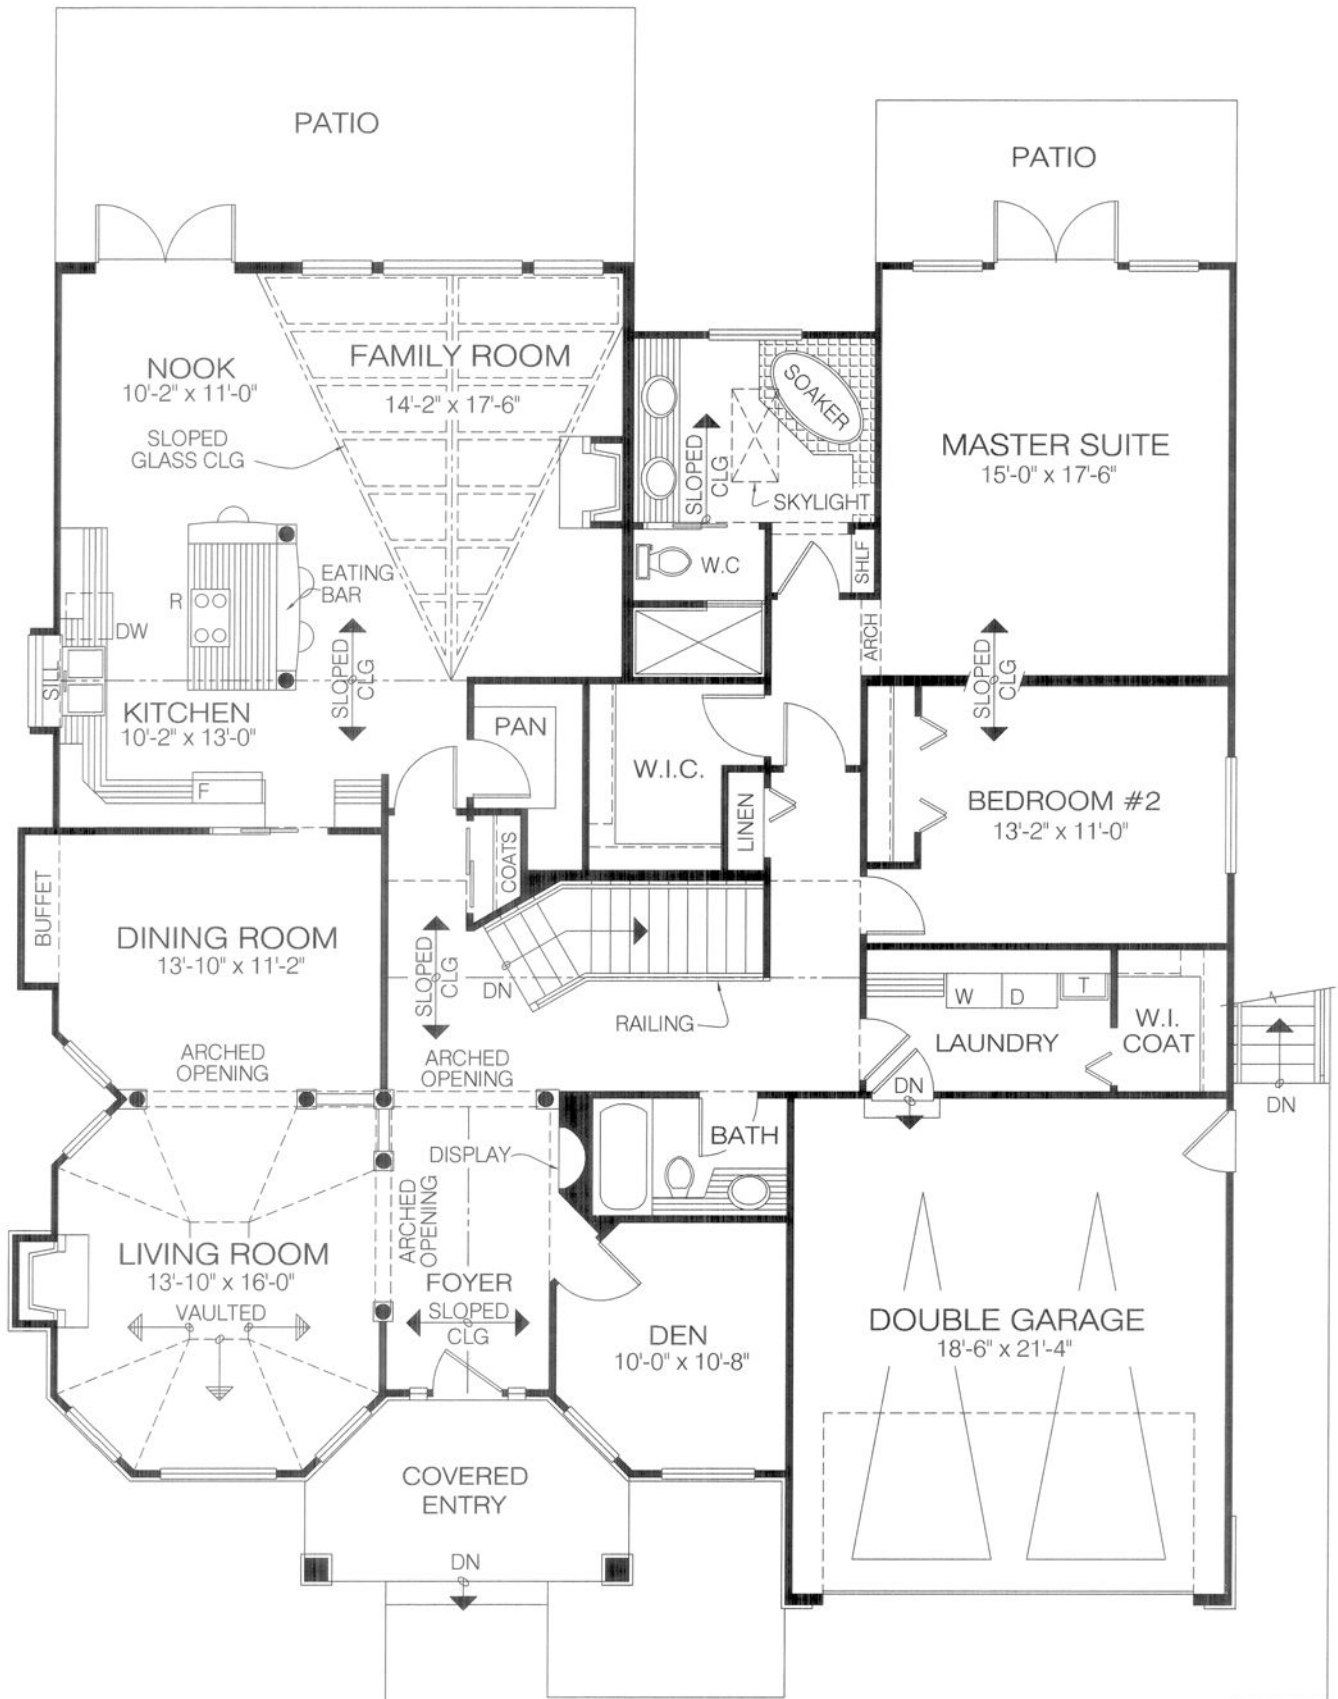 PATIO
PATIO
NOOK
10'-2" x 11'-0"
FAMILY ROOM
14'-2" x 17'-6"
SLOPED
GLASS CLG
SOAKER
SLOPED
CLG
SKYLIGHT
MASTER SUITE
15'-0" x 17'-6"
W.C
SHLF
EATING
BAR
R
DW
SILL
SLOPED
CLG
ARCH
SLOPED
CLG
KITCHEN
10'-2" x 13'-0"
PAN
W.I.C.
F
LINEN
BEDROOM #2
13'-2" x 11'-0"
COATS
BUFFET
DINING ROOM
13'-10" x 11'-2"
SLOPED
CLG
DN
RAILING
W
D
T
LAUNDRY
W.I.
COAT
ARCHED
OPENING
ARCHED
OPENING
DN
DN
DISPLAY
BATH
ARCHED
OPENING
LIVING ROOM
13'-10" x 16'-0"
VAULTED
FOYER
SLOPED
CLG
DEN
10'-0" x 10'-8"
DOUBLE GARAGE
18'-6" x 21'-4"
COVERED
ENTRY
DN